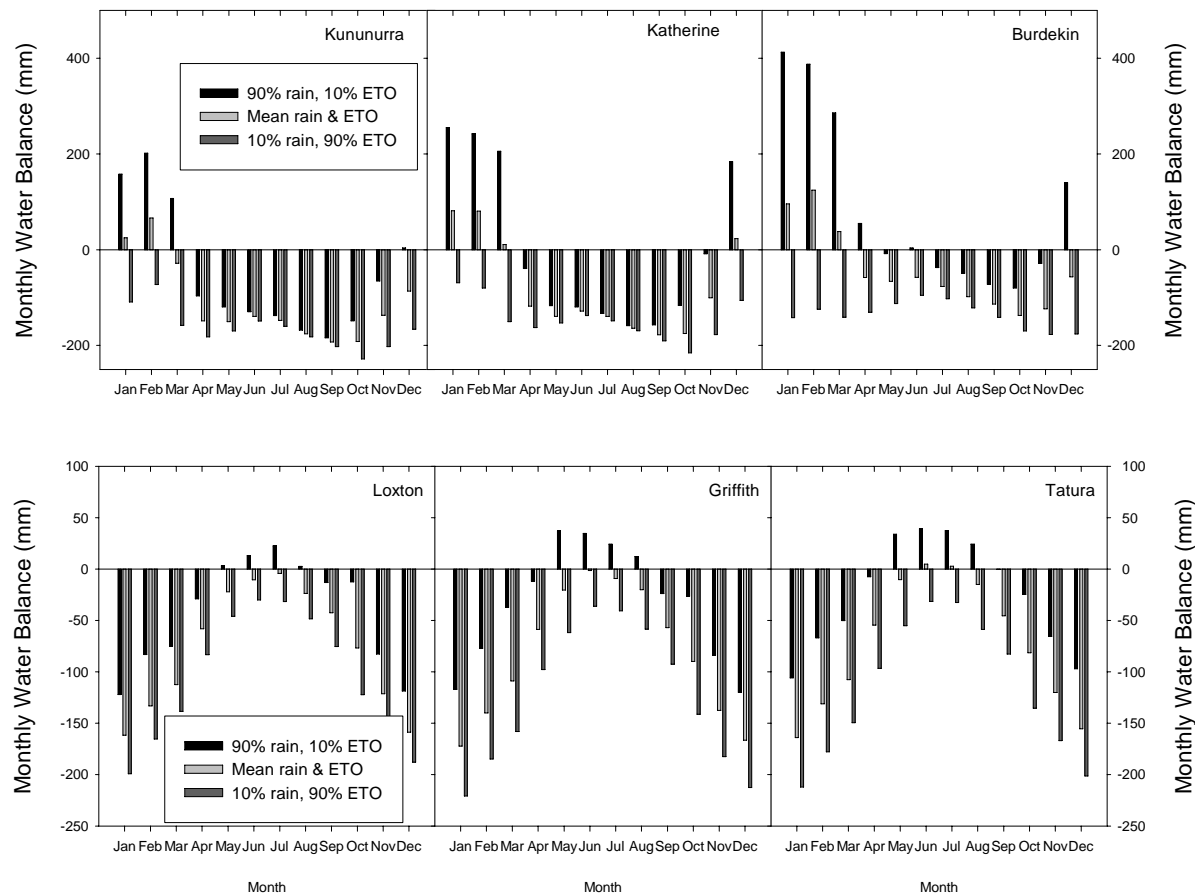 Kununurra
Katherine
Burdekin
Monthly Water Balance (mm)
400
200
0
-200
90% rain, 10% ETO
Mean rain & ETO
10% rain, 90% ETO
400
200
0
-200
Monthly Water Balance (mm)
Jan Feb Mar Apr May Jun Jul Aug Sep Oct Nov Dec
Jan Feb Mar Apr May Jun Jul Aug Sep Oct Nov Dec
Jan Feb Mar Apr May Jun Jul Aug Sep Oct Nov Dec
Loxton
Griffith
Tatura
Monthly Water Balance (mm)
100
50
0
-50
-100
-150
-200
-250
90% rain, 10% ETO
Mean rain & ETO
10% rain, 90% ETO
100
50
0
-50
-100
-150
-200
-250
Monthly Water Balance (mm)
Jan Feb Mar Apr May Jun Jul Aug Sep Oct Nov Dec
Jan Feb Mar Apr May Jun Jul Aug Sep Oct Nov Dec
Jan Feb Mar Apr May Jun Jul Aug Sep Oct Nov Dec
Month
Month
Month